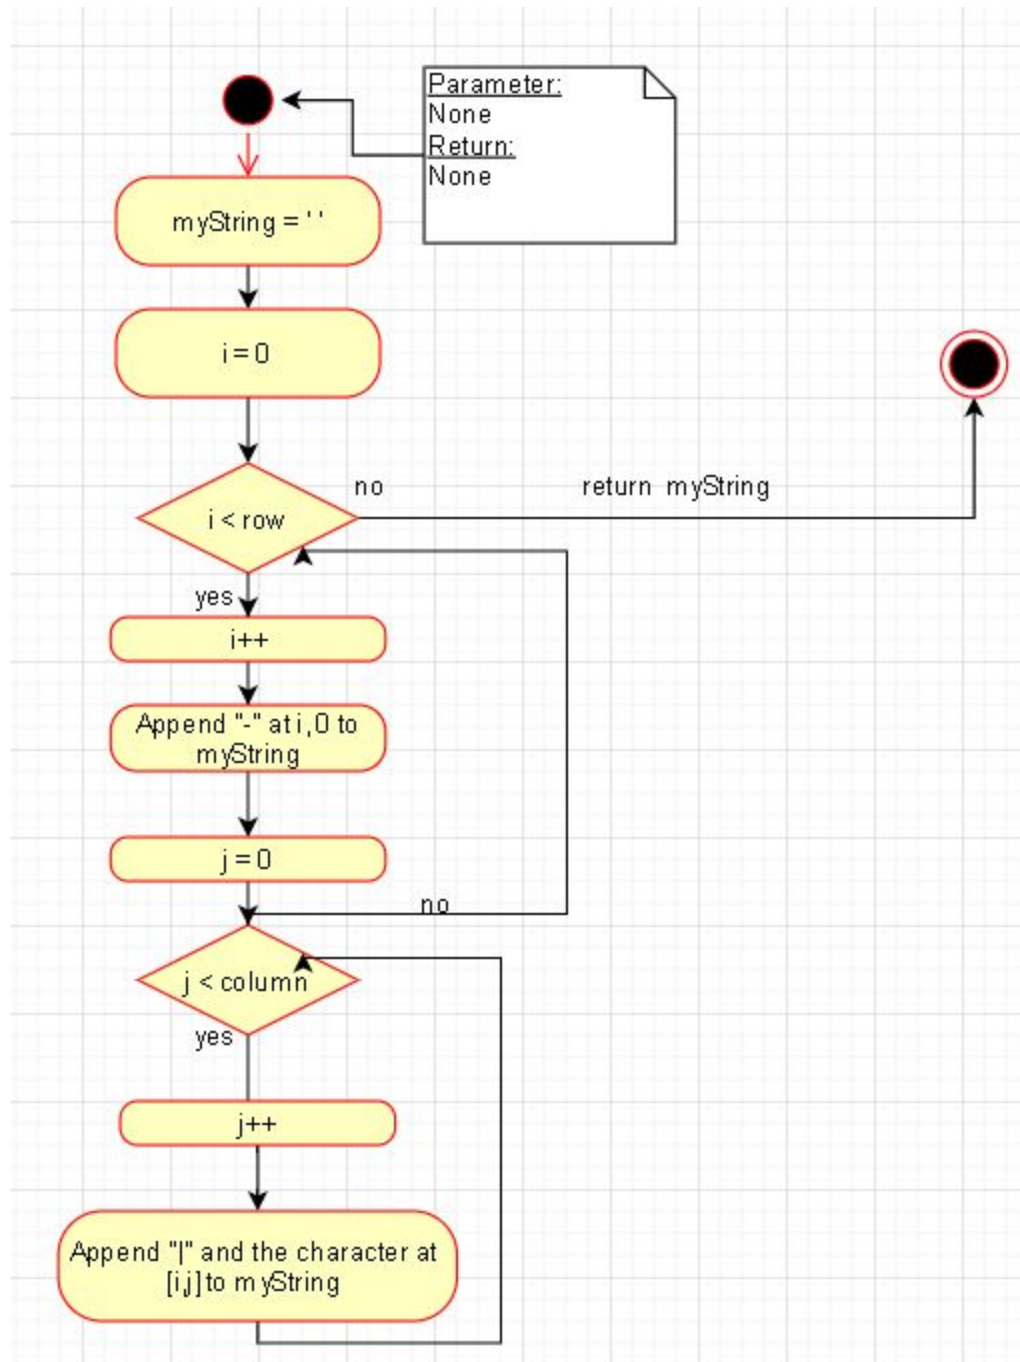 Parameter:
None
Return:
None
myString = ' '
i = 0
i < row
no
return myString
yes
i++
Append "-" at i,0 to
myString
j = 0
no
j < column
yes
j++
Append "|" and the character at
[i,j] to myString